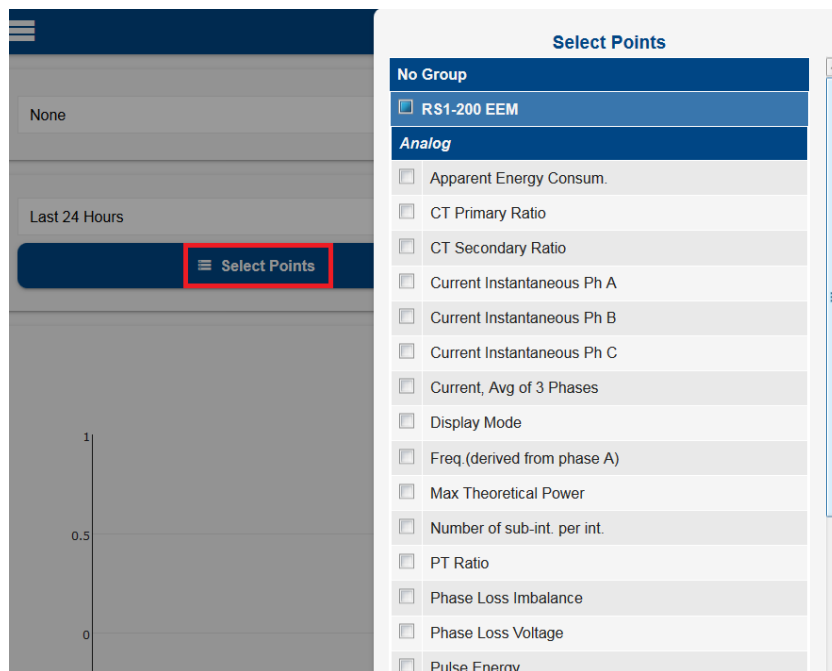 None
Last 24 Hours
Select Points
1
0.5
0
Select Points
No Group
RS1-200 EEM
Analog
Apparent Energy Consum.
CT Primary Ratio
CT Secondary Ratio
Current Instantaneous Ph A
Current Instantaneous Ph B
Current Instantaneous Ph C
Current, Avg of 3 Phases
Display Mode
Freq.(derived from phase A)
Max Theoretical Power
Number of sub-int. per int.
PT Ratio
Phase Loss Imbalance
Phase Loss Voltage
Pulse Energy